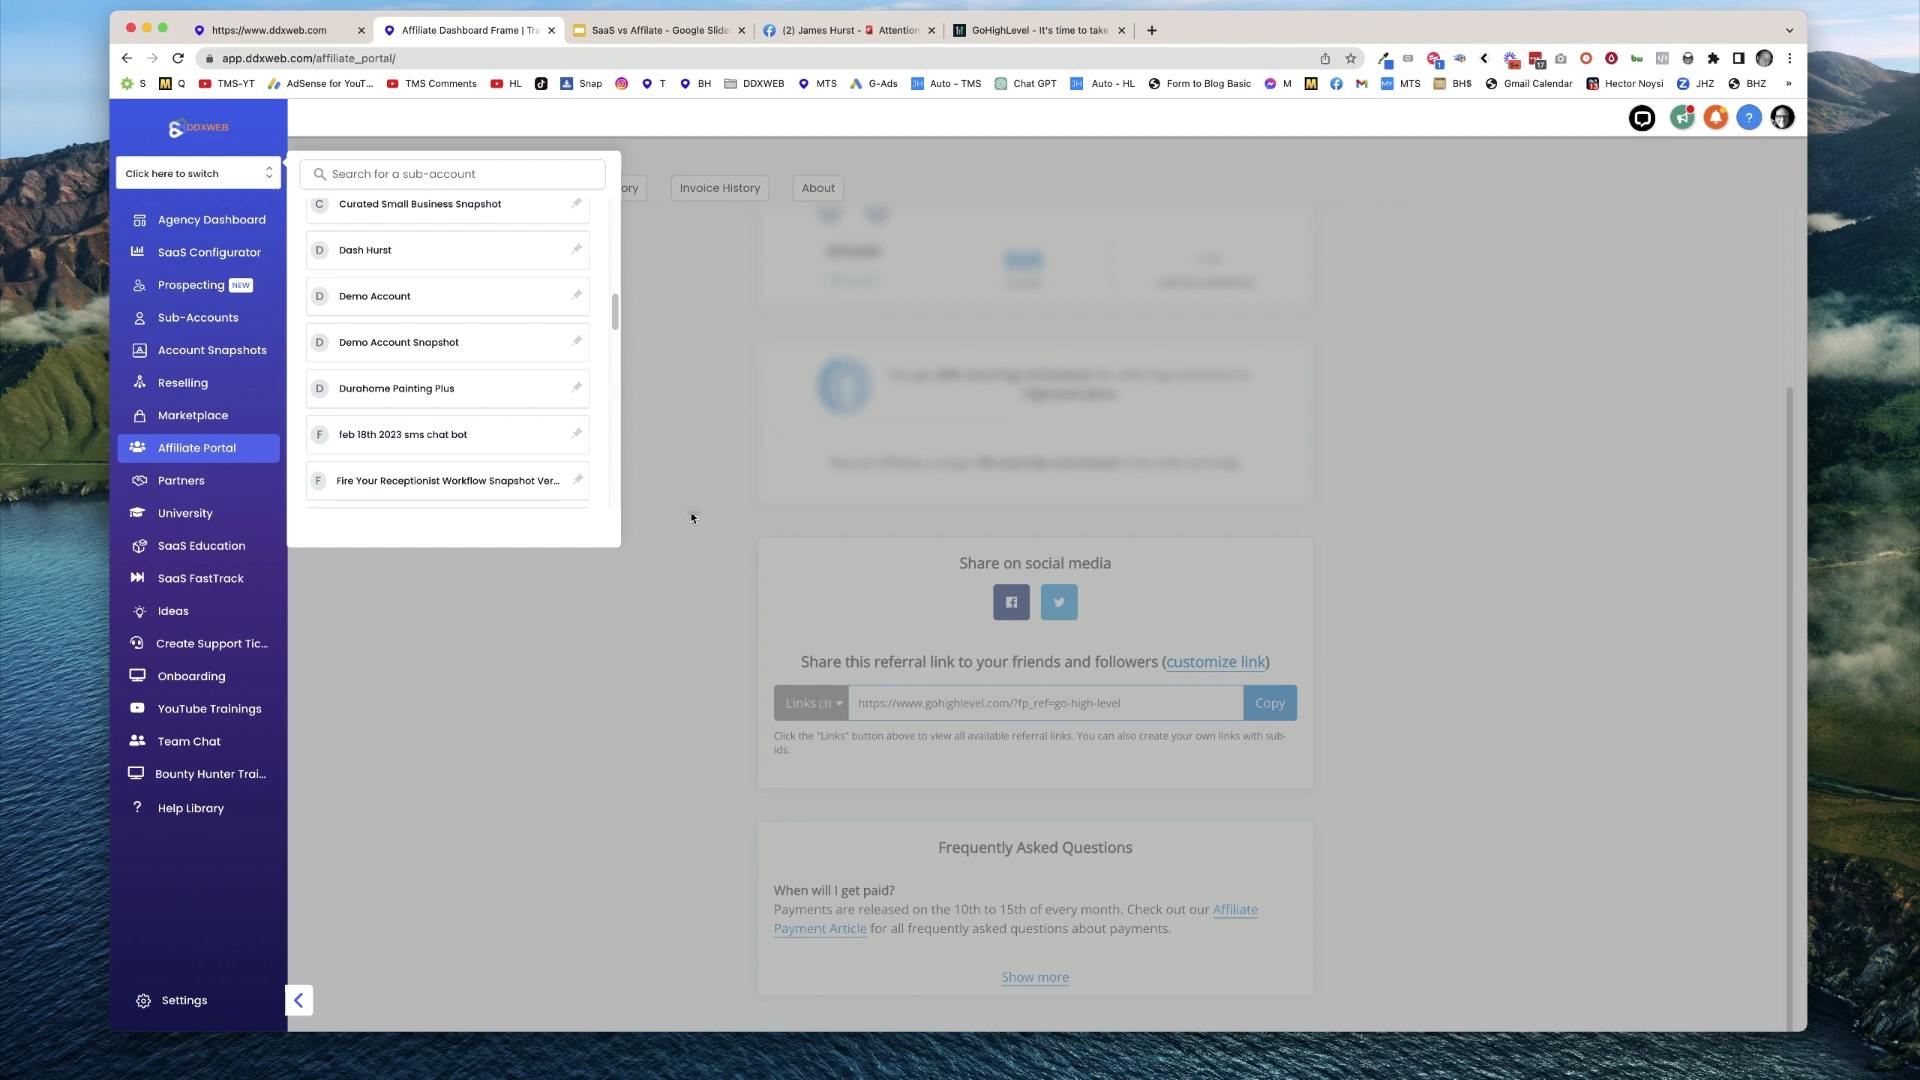 https://www.ddxweb.com
Affiliate Dashboard Frame | Tra
SaaS vs Affilate - Google Slide
(2) James Hurst - Attention
GoHighLevel - It's time to take
app.ddxweb.com/affiliate_portal/
S
Q
TMS-YT
AdSense for YouT...
TMS Comments
HL
Snap
T
BH
DDXWEB
MTS
G-Ads
Auto - TMS
Chat GPT
Auto - HL
Form to Blog Basic
M
MTS
BH$
Gmail Calendar
Hector Noysi
JHZ
BHZ
»
DDXWEB
Click here to switch
Search for a sub-account
ory
Invoice History
About
Agency Dashboard
SaaS Configurator
Prospecting NEW
Sub-Accounts
Account Snapshots
Reselling
Marketplace
Affiliate Portal
Partners
University
SaaS Education
SaaS FastTrack
Ideas
Create Support Tic...
Onboarding
YouTube Trainings
Team Chat
Bounty Hunter Trai...
? Help Library
Settings
C Curated Small Business Snapshot
D Dash Hurst
D Demo Account
D Demo Account Snapshot
D Durahome Painting Plus
F feb 18th 2023 sms chat bot
F Fire Your Receptionist Workflow Snapshot Ver...
Share on social media
Share this referral link to your friends and followers (customize link)
Links (3) https://www.gohighlevel.com/?fp_ref=go-high-level Copy
Click the "Links" button above to view all available referral links. You can also create your own links with sub-
ids.
Frequently Asked Questions
When will I get paid?
Payments are released on the 10th to 15th of every month. Check out our Affiliate
Payment Article for all frequently asked questions about payments.
Show more